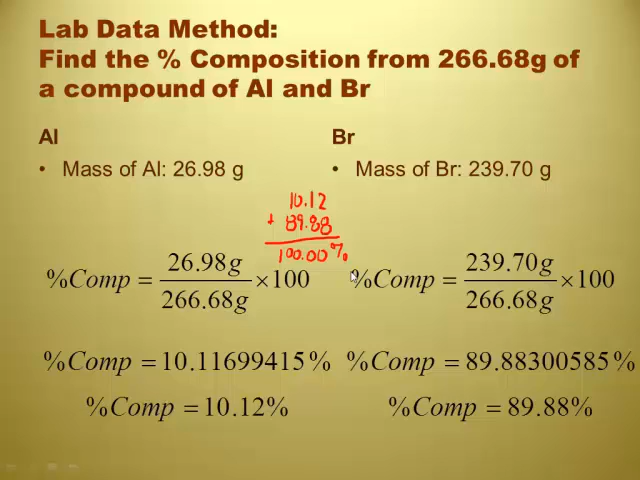 Lab Data Method:
Find the % Composition from 266.68g of
a compound of Al and Br
Al
• Mass of Al: 26.98 g
Br
• Mass of Br: 239.70 g
10.12
+ 89.88
100.00%
%Comp = 26.98g / 266.68g × 100
%Comp = 239.70g / 266.68g × 100
%Comp = 10.11699415%
%Comp = 89.88300585%
%Comp = 10.12%
%Comp = 89.88%